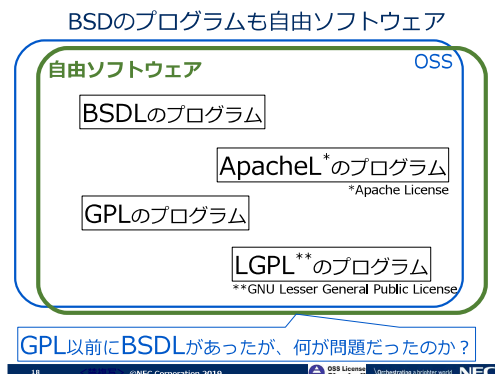 BSDのプログラムも自由ソフトウェア
OSS
自由ソフトウェア
BSDLのプログラム
ApacheL*のプログラム
*Apache License
GPLのプログラム
LGPL**のプログラム
**GNU Lesser General Public License
GPL以前にBSDLがあったが、何が問題だったのか？
18 ©NEC Corporation 2019 OSS License \Orchestrating a brighter world NEC